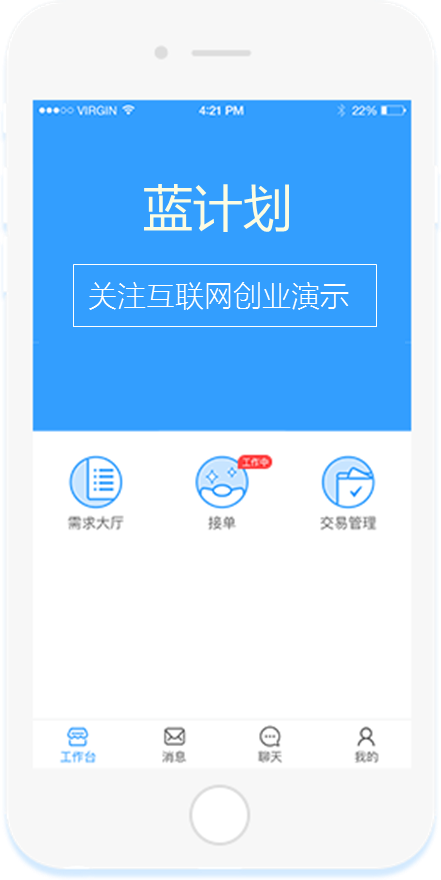 VIRGIN 4:21 PM 22%
蓝计划
关注互联网创业演示
工作中
需求大厅 接单 交易管理
工作台 消息 聊天 我的